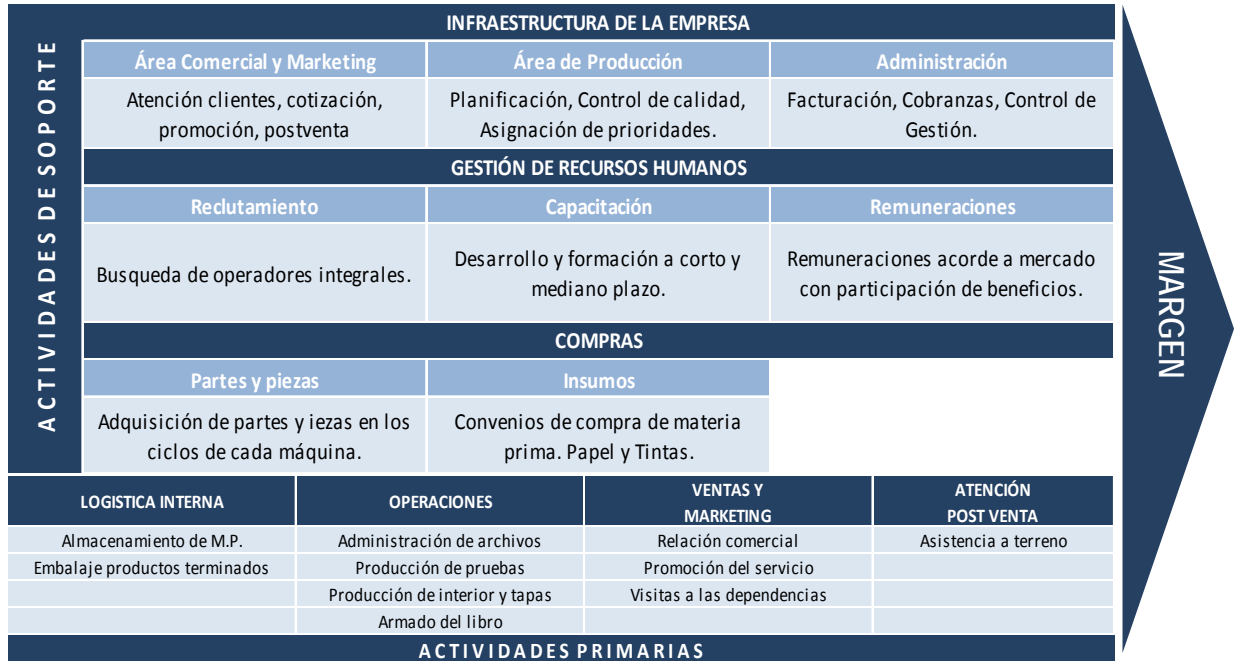 INFRAESTRUCTURA DE LA EMPRESA
ACTIVIDADES DE SOPORTE
Área Comercial y Marketing
Área de Producción
Administración
Atención clientes, cotización,
promoción, postventa
Planificación, Control de calidad,
Asignación de prioridades.
Facturación, Cobranzas, Control de
Gestión.
GESTIÓN DE RECURSOS HUMANOS
Reclutamiento
Capacitación
Remuneraciones
Busqueda de operadores integrales.
Desarrollo y formación a corto y
mediano plazo.
Remuneraciones acorde a mercado
con participación de beneficios.
COMPRAS
Partes y piezas
Insumos
Adquisición de partes y iezas en los
ciclos de cada máquina.
Convenios de compra de materia
prima. Papel y Tintas.
MARGEN
LOGISTICA INTERNA
OPERACIONES
VENTAS Y
MARKETING
ATENCIÓN
POST VENTA
Almacenamiento de M.P.
Administración de archivos
Relación comercial
Asistencia a terreno
Embalaje productos terminados
Producción de pruebas
Promoción del servicio
Producción de interior y tapas
Visitas a las dependencias
Armado del libro
ACTIVIDADES PRIMARIAS